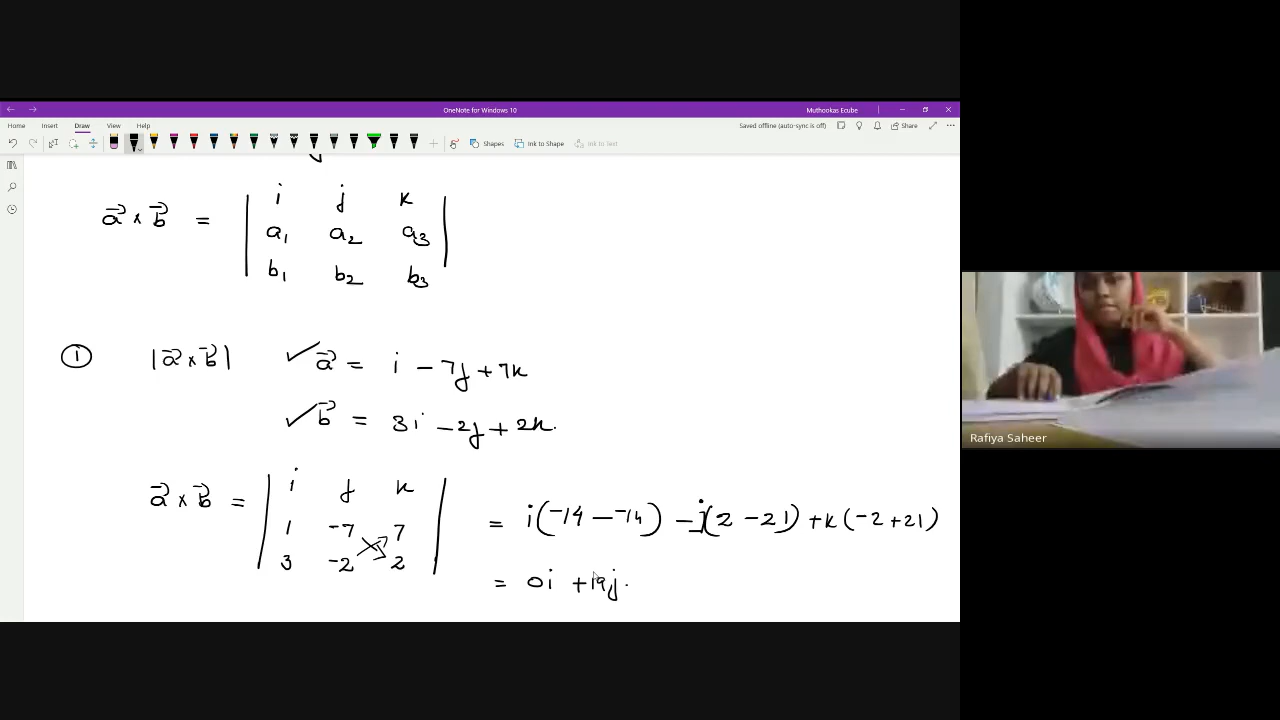 OneNote for Windows 10
Muthookas Ecube
Home Insert Draw View Help
Saved offline (auto-sync is off)
Share
Shapes
Ink to Shape
Ink to Text
a⃗ × b⃗ = | i j k |
| a₁ a₂ a₃ |
| b₁ b₂ b₃ |
① |a⃗ × b⃗| ✓ a⃗ = i − 7j + 7k
✓ b⃗ = 3i − 2j + 2k.
a⃗ × b⃗ = | i j k |
| 1 -7 7 | = i(-14 − -14) − j(2 − 21) + k(-2 + 21)
| 3 -2 2 |
= 0i + 19j.
Rafiya Saheer